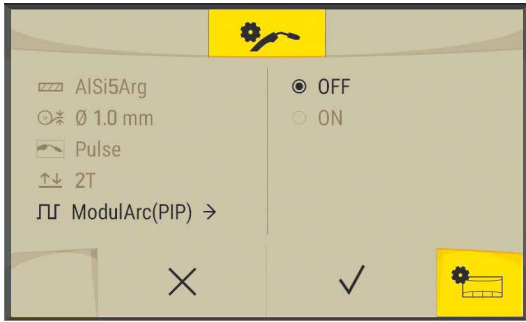 AlSi5Arg
Ø 1.0 mm
Pulse
2T
ModulArc(PIP) →
OFF
ON